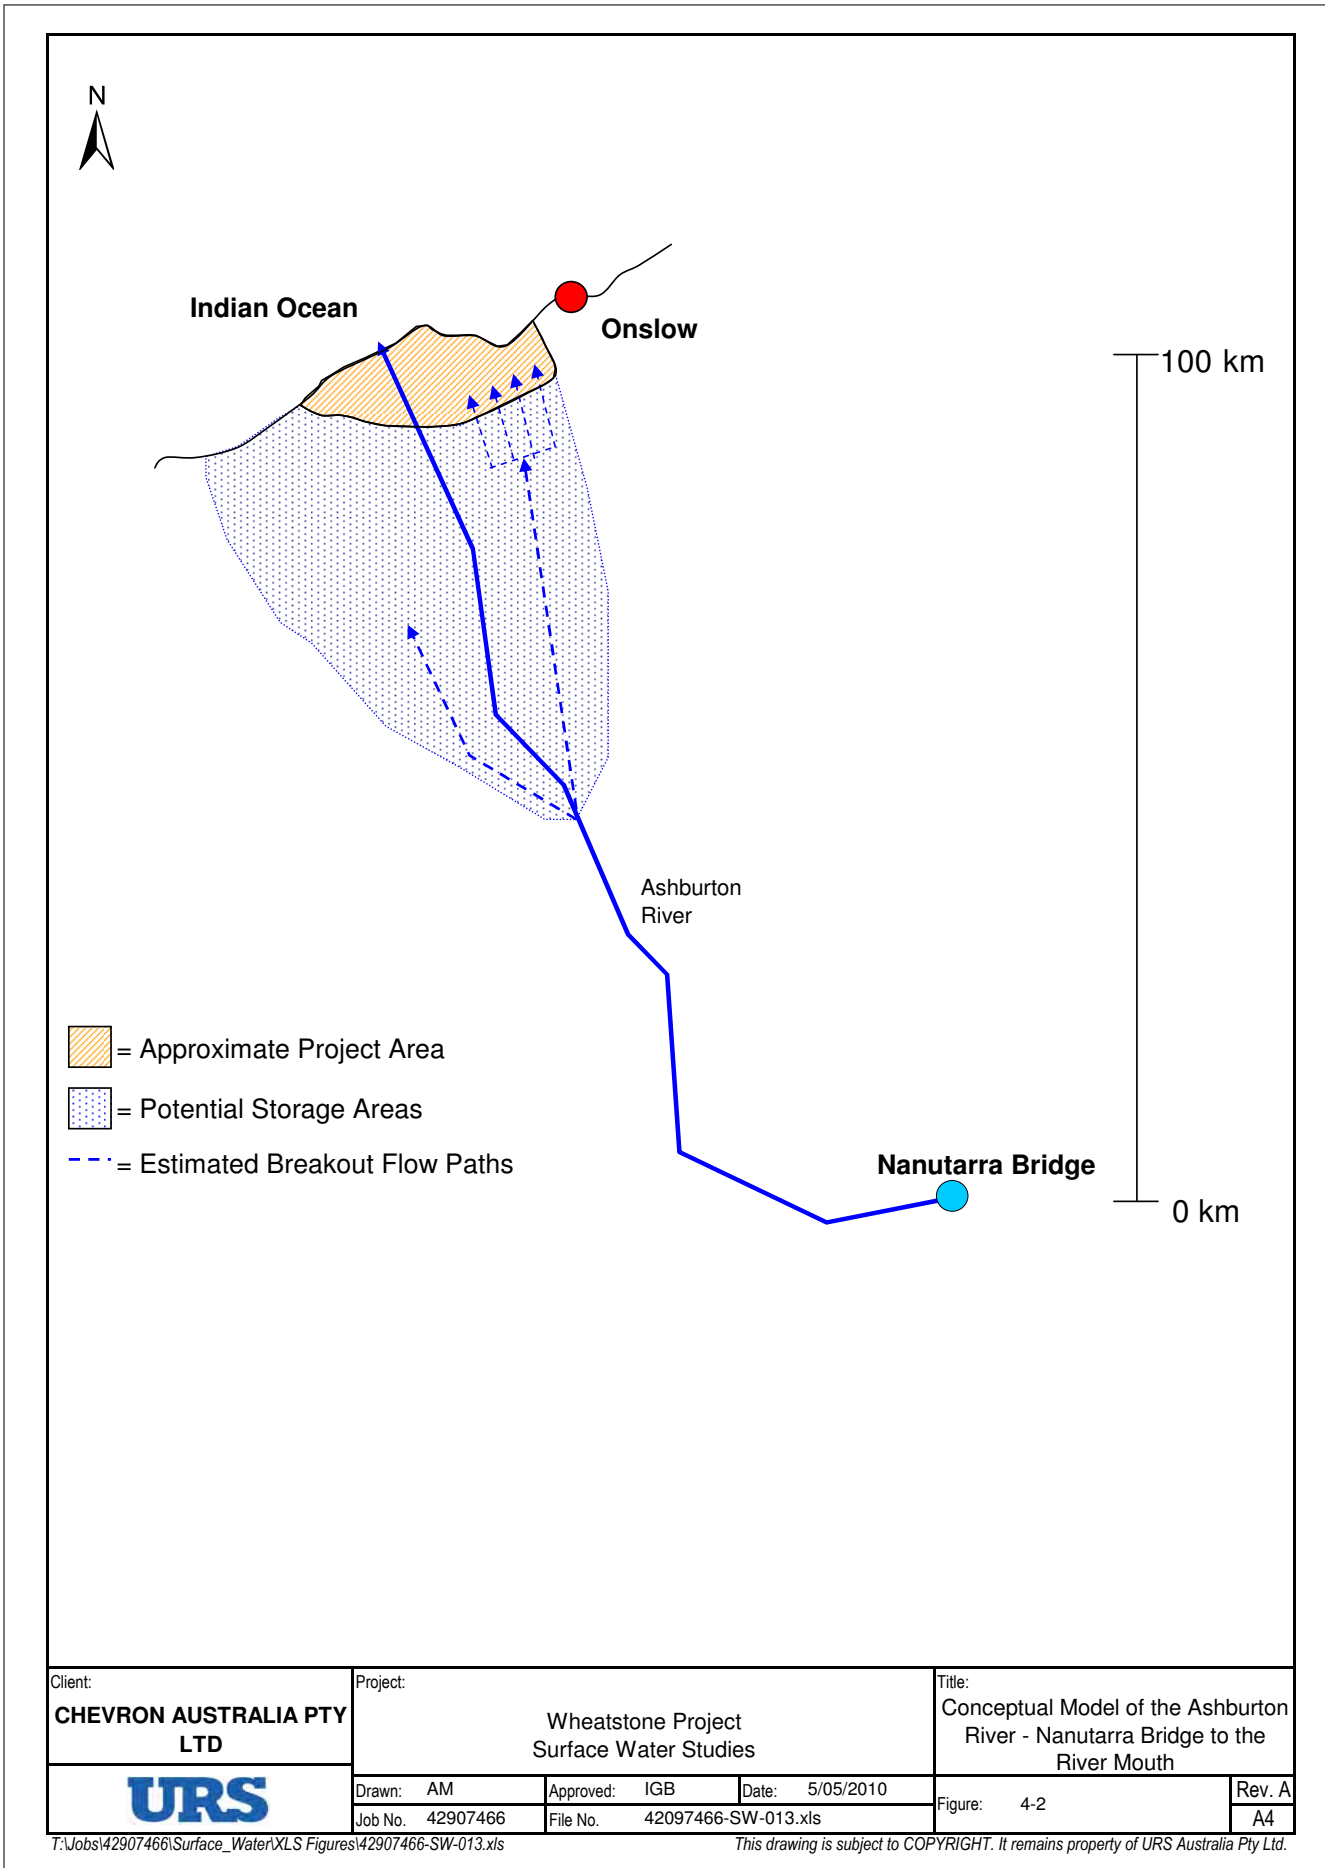 N
Indian Ocean
Onslow
100 km
Ashburton
River
= Approximate Project Area
= Potential Storage Areas
= Estimated Breakout Flow Paths
Nanutarra Bridge
0 km
Client:
CHEVRON AUSTRALIA PTY
LTD
URS
Project:
Wheatstone Project
Surface Water Studies
Title:
Conceptual Model of the Ashburton
River - Nanutarra Bridge to the
River Mouth
Drawn: AM
Approved: IGB
Date: 5/05/2010
Job No. 42907466
File No. 42097466-SW-013.xls
Figure: 4-2
Rev. A
A4
T:\Jobs\42907466\Surface_Water\XLS Figures\42907466-SW-013.xls
This drawing is subject to COPYRIGHT. It remains property of URS Australia Pty Ltd.